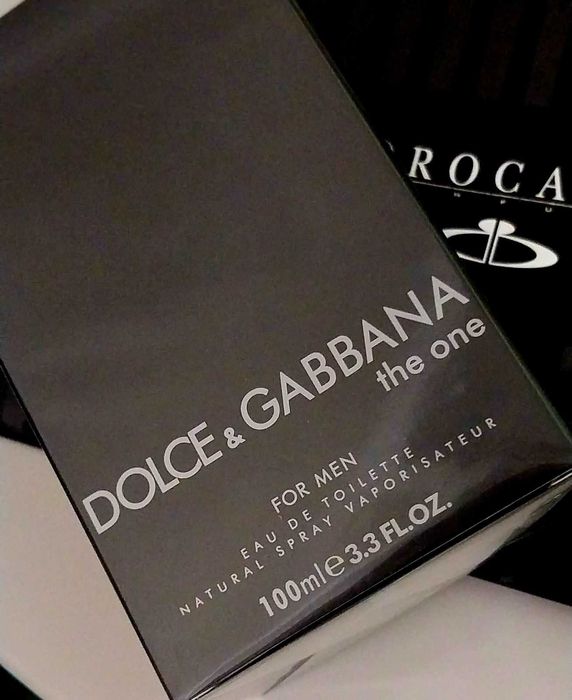 DOLCE & GABBANA
the one
FOR MEN
EAU DE TOILETTE
NATURAL SPRAY VAPORISATEUR
100ml e 3.3 FL.OZ.
ROCA